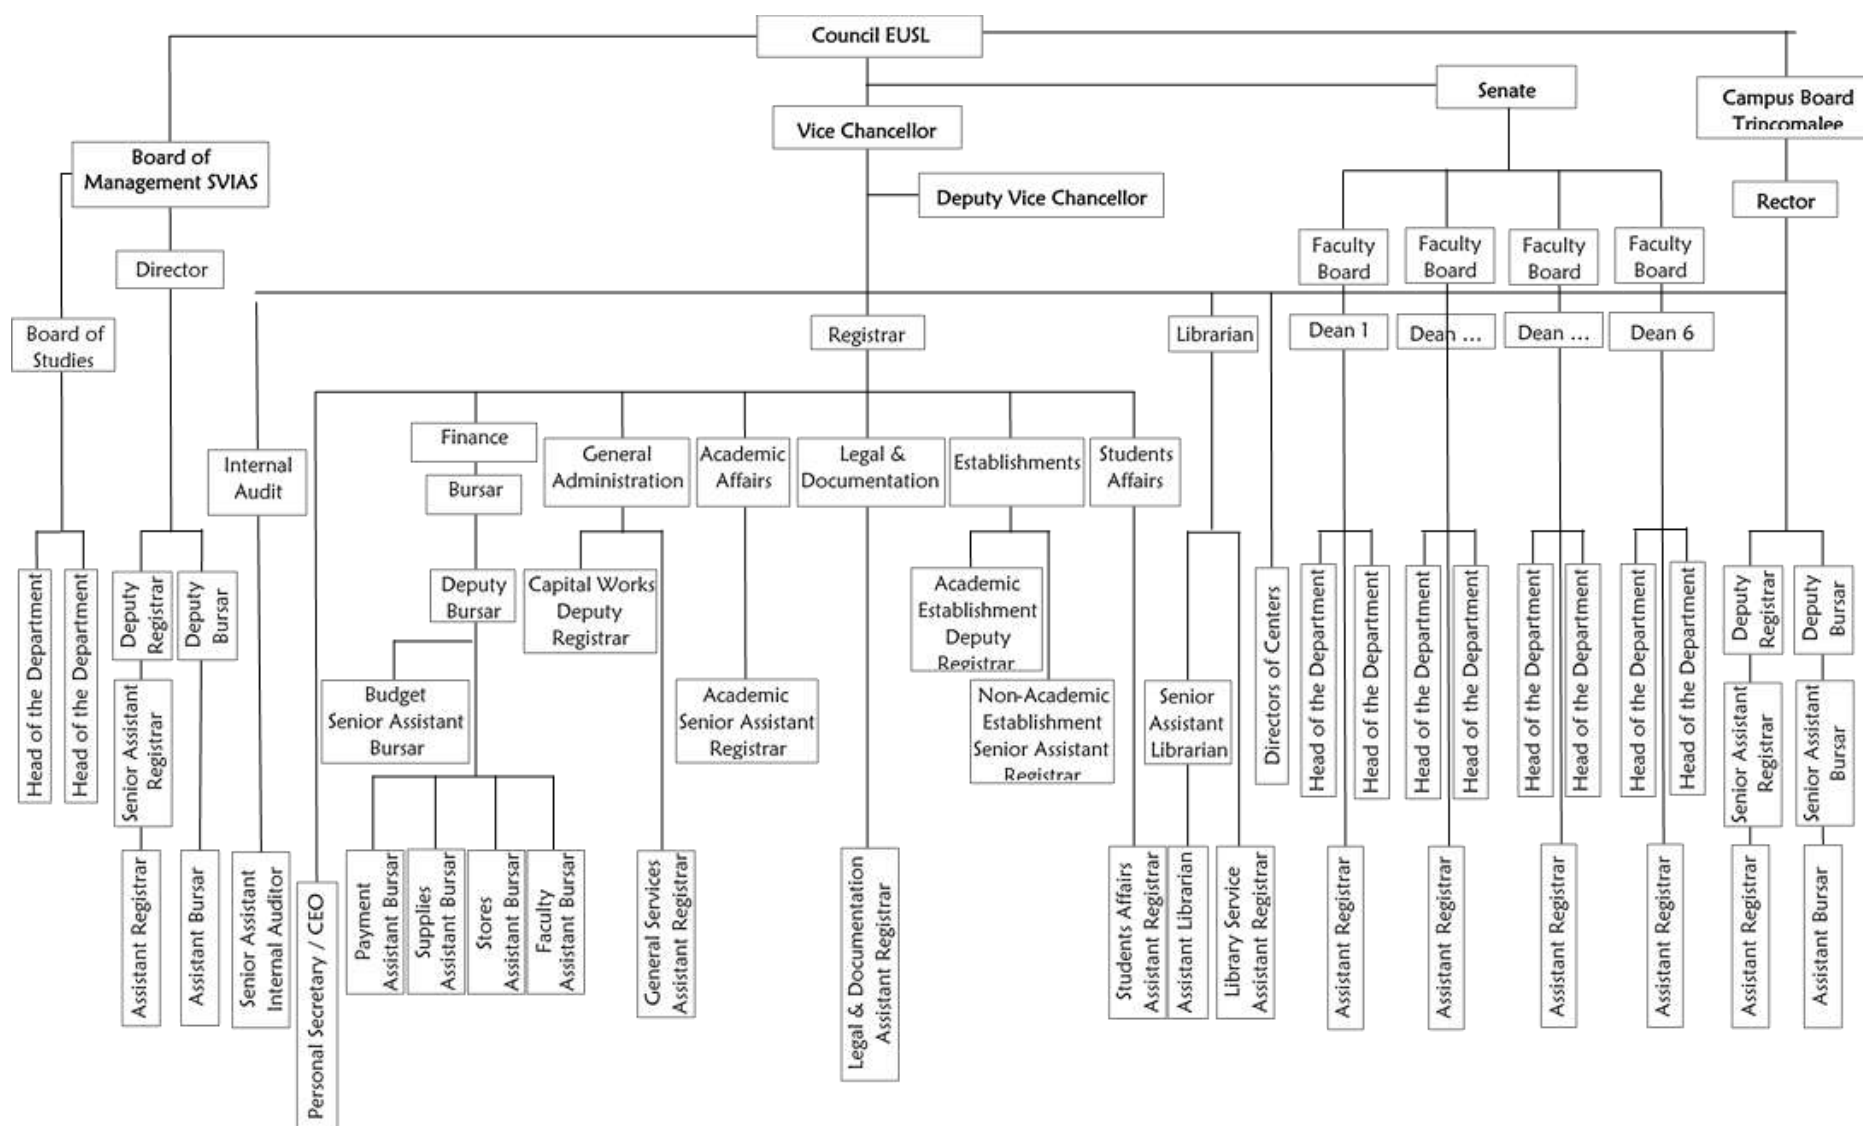 Council EUSL
Senate
Campus Board
Trincomalee
Vice Chancellor
Board of
Management SVIAS
Deputy Vice Chancellor
Rector
Director
Faculty
Board
Faculty
Board
Faculty
Board
Faculty
Board
Board of
Studies
Registrar
Librarian
Dean 1
Dean ...
Dean ...
Dean 6
Internal
Audit
Finance
Bursar
General
Administration
Academic
Affairs
Legal &
Documentation
Establishments
Students
Affairs
Head of the Department
Head of the Department
Deputy
Registrar
Deputy
Bursar
Deputy
Bursar
Capital Works
Deputy
Registrar
Academic
Establishment
Deputy
Registrar
Directors of Centers
Head of the Department
Head of the Department
Head of the Department
Head of the Department
Head of the Department
Head of the Department
Head of the Department
Head of the Department
Deputy
Registrar
Deputy
Bursar
Senior Assistant
Registrar
Budget
Senior Assistant
Bursar
Academic
Senior Assistant
Registrar
Non-Academic
Establishment
Senior Assistant
Registrar
Senior
Assistant
Librarian
Senior Assistant
Registrar
Senior Assistant
Bursar
Assistant Registrar
Assistant Bursar
Senior Assistant
Internal Auditor
Personal Secretary / CEO
Payment
Assistant Bursar
Supplies
Assistant Bursar
Stores
Assistant Bursar
Faculty
Assistant Bursar
General Services
Assistant Registrar
Legal & Documentation
Assistant Registrar
Students Affairs
Assistant Registrar
Assistant Librarian
Library Service
Assistant Registrar
Assistant Registrar
Assistant Registrar
Assistant Registrar
Assistant Registrar
Assistant Registrar
Assistant Bursar